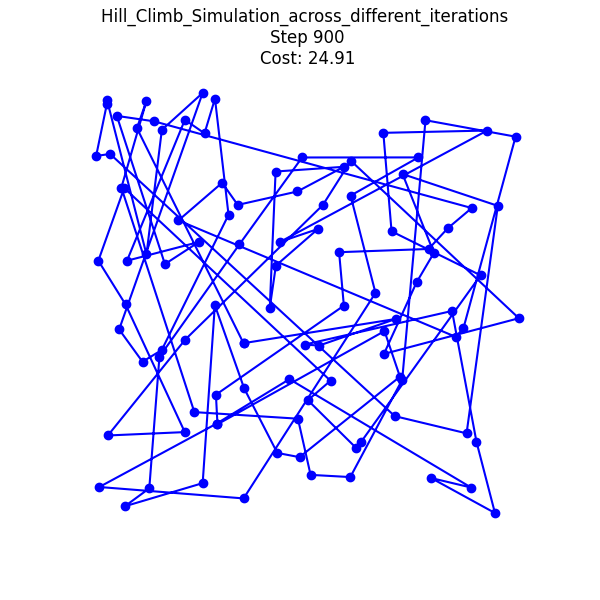 Hill_Climb_Simulation_across_different_iterations
Step 900
Cost: 24.91